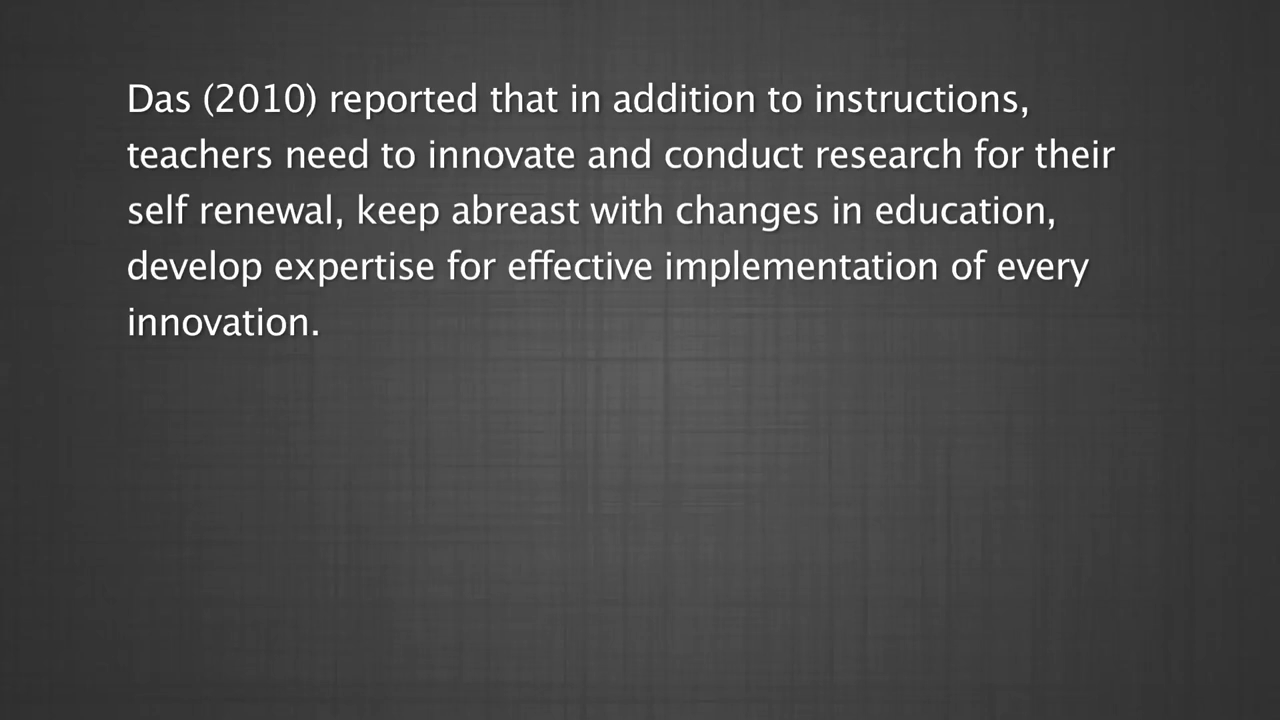 Das (2010) reported that in addition to instructions,
teachers need to innovate and conduct research for their
self renewal, keep abreast with changes in education,
develop expertise for effective implementation of every
innovation.